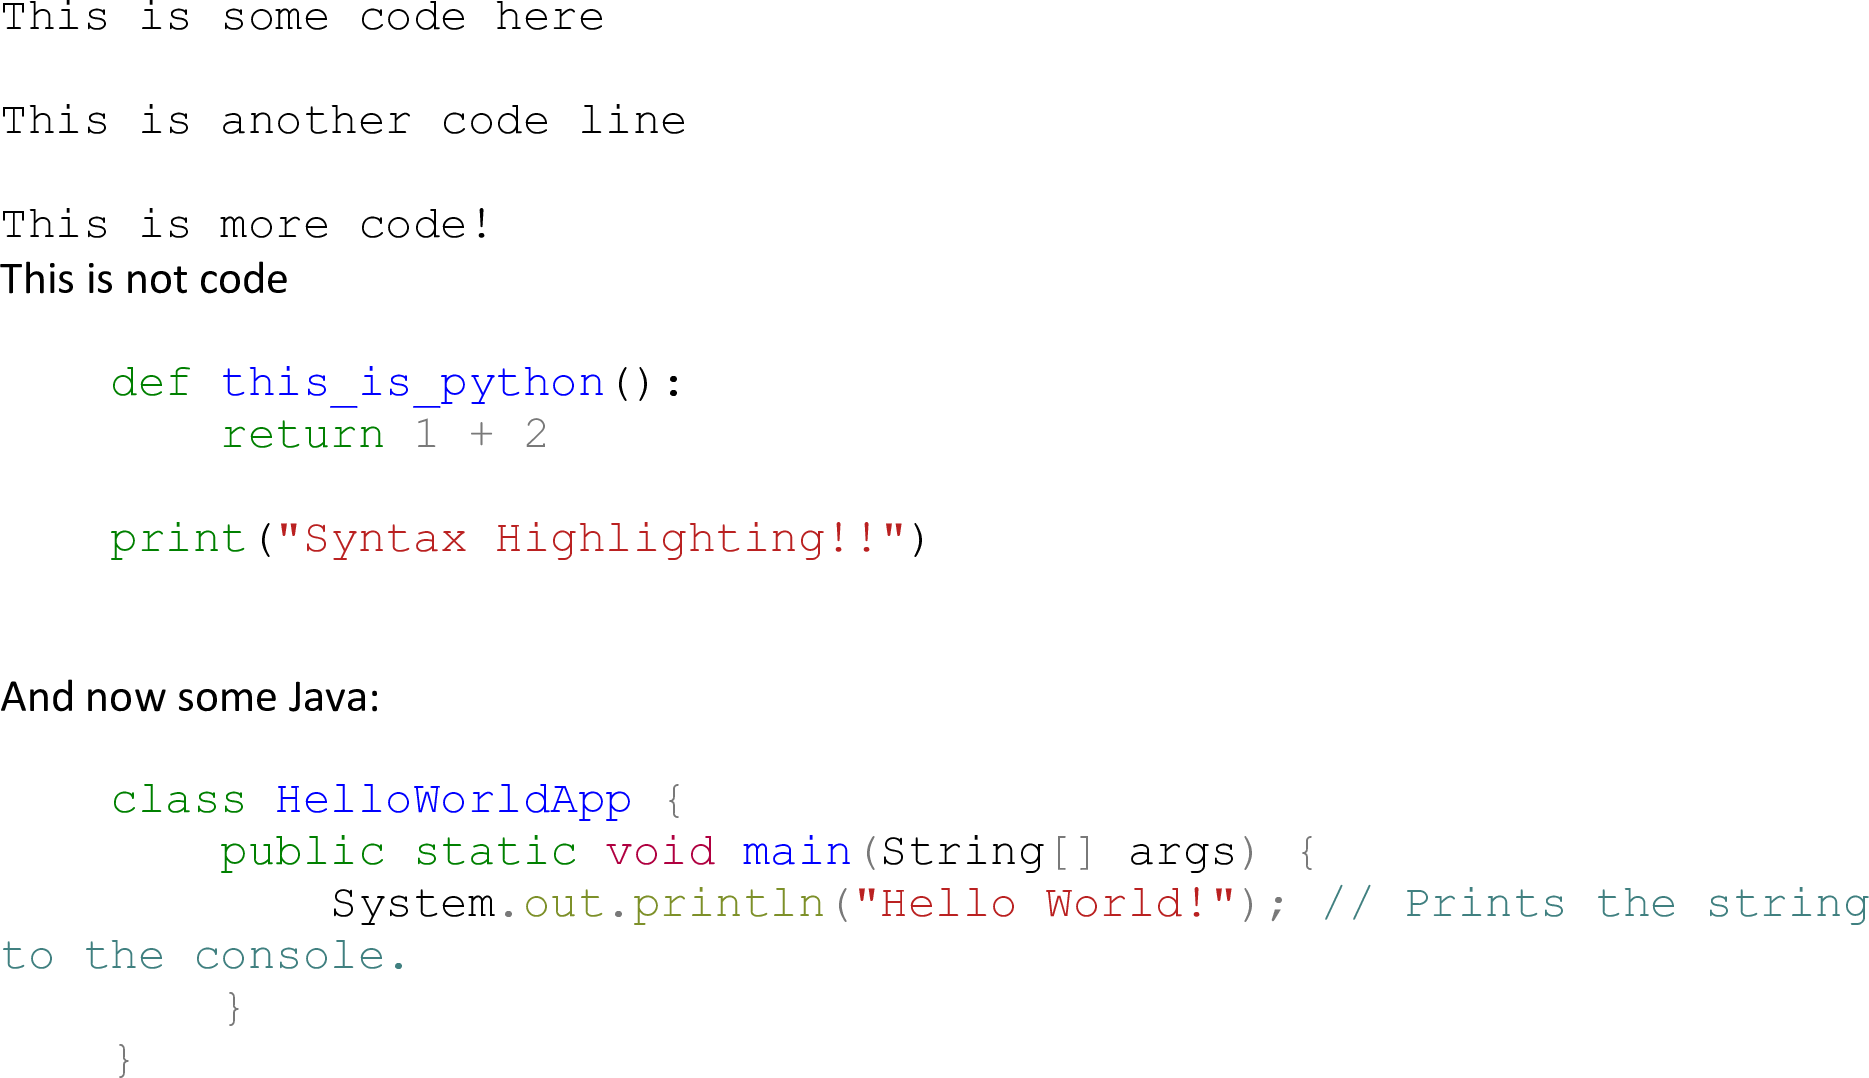 This is some code here
This is another code line
This is more code!
This is not code
def this_is_python():
    return 1 + 2
print("Syntax Highlighting!!")
And now some Java:
class HelloWorldApp {
    public static void main(String[] args) {
        System.out.println("Hello World!"); // Prints the string
to the console.
    }
}